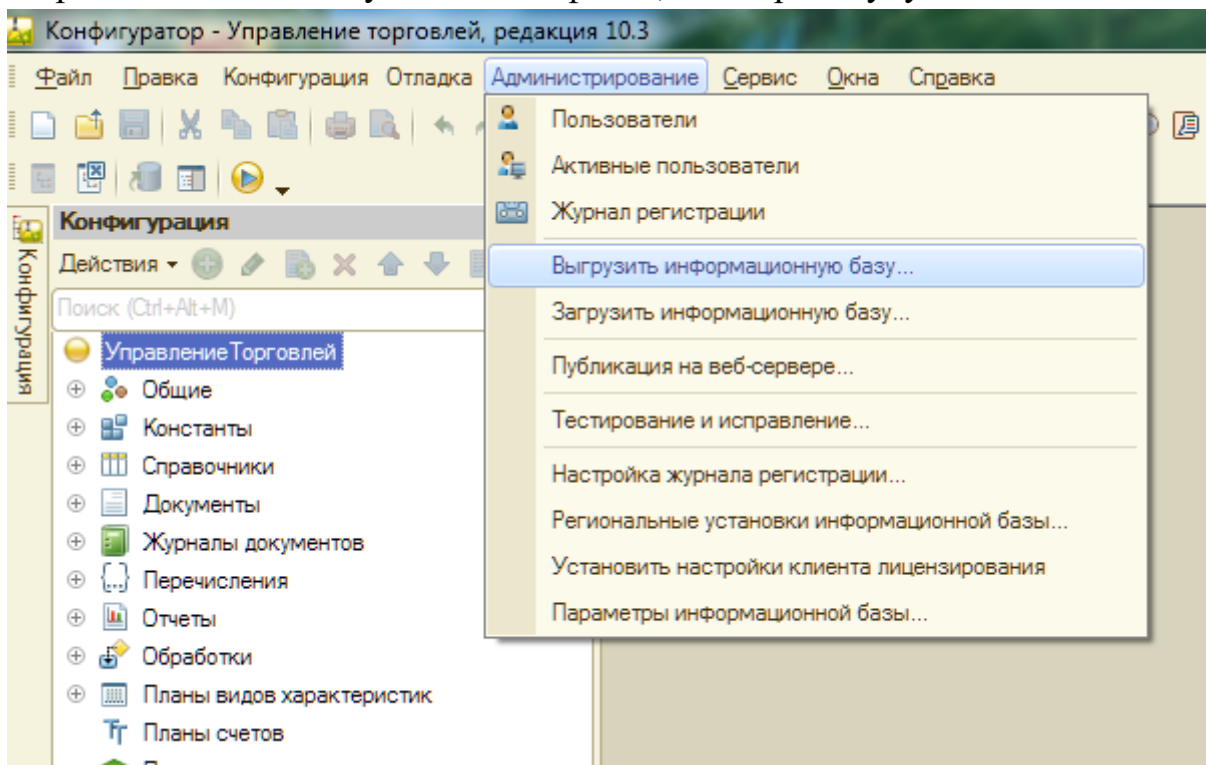 Конфигуратор - Управление торговлей, редакция 10.3
Файл Правка Конфигурация Отладка Администрирование Сервис Окна Справка
Пользователи
Активные пользователи
Журнал регистрации
Выгрузить информационную базу...
Загрузить информационную базу...
Публикация на веб-сервере...
Тестирование и исправление...
Настройка журнала регистрации...
Региональные установки информационной базы...
Установить настройки клиента лицензирования
Параметры информационной базы...
Конфигурация
Конфигурация
Действия
Поиск (Ctrl+Alt+M)
УправлениеТорговлей
Общие
Константы
Справочники
Документы
Журналы документов
Перечисления
Отчеты
Обработки
Планы видов характеристик
Планы счетов